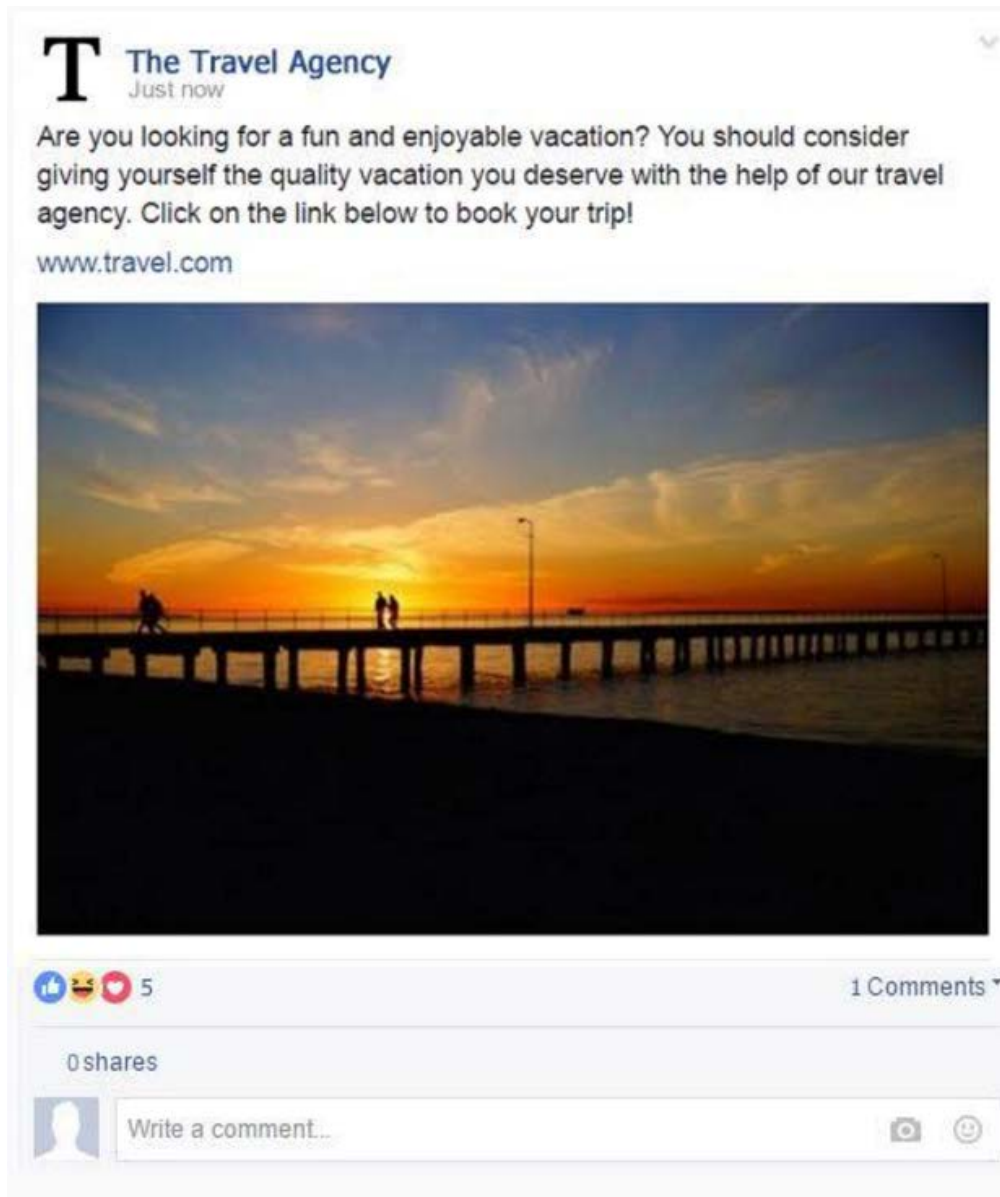 T
The Travel Agency
Just now
Are you looking for a fun and enjoyable vacation? You should consider
giving yourself the quality vacation you deserve with the help of our travel
agency. Click on the link below to book your trip!
www.travel.com
5
1 Comments
0 shares
Write a comment...